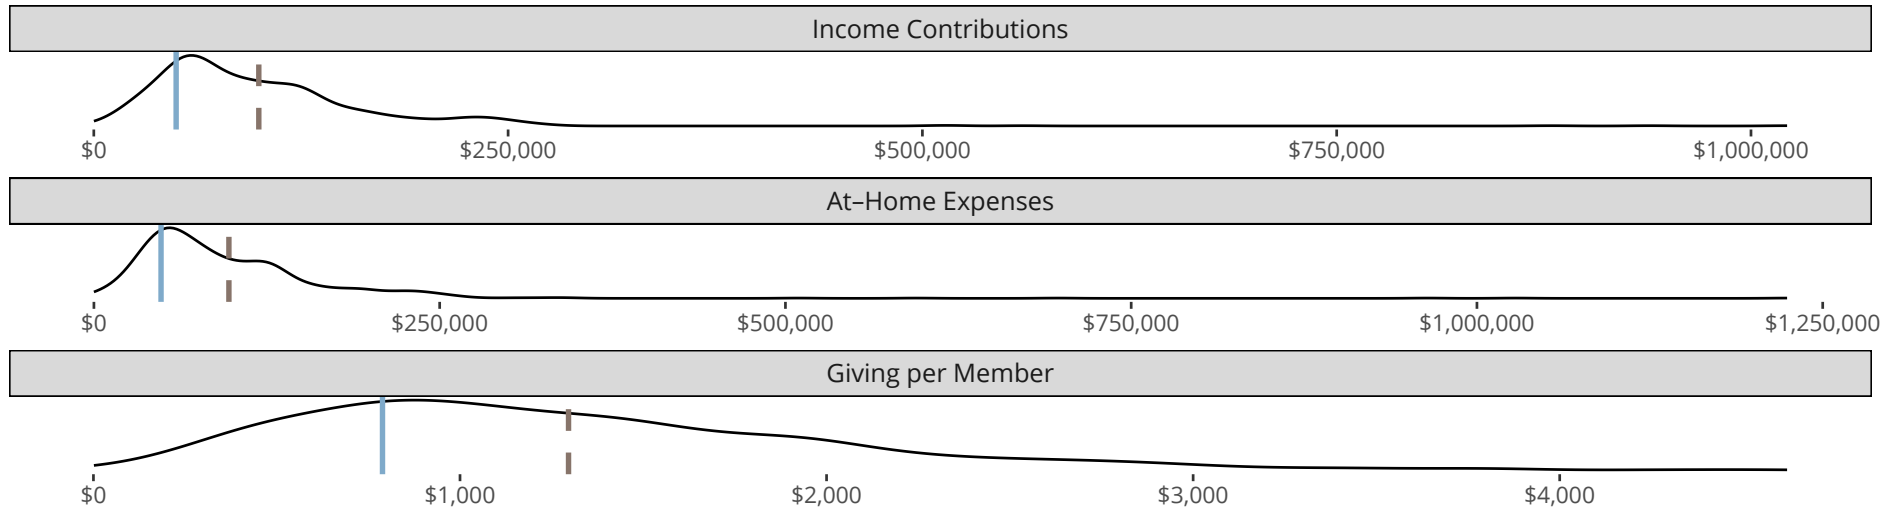 Income Contributions
$0 $250,000 $500,000 $750,000 $1,000,000
At–Home Expenses
$0 $250,000 $500,000 $750,000 $1,000,000 $1,250,000
Giving per Member
$0 $1,000 $2,000 $3,000 $4,000